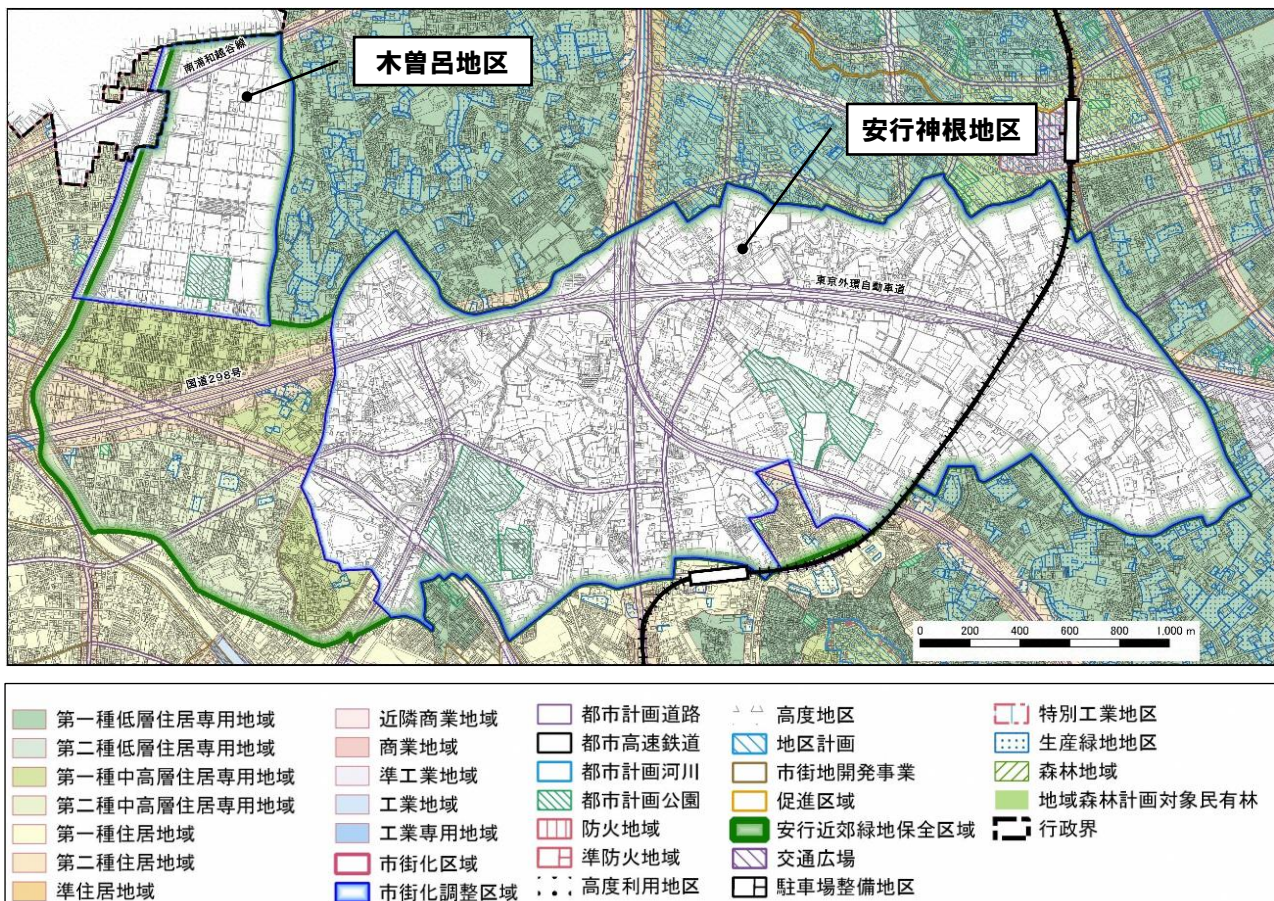 南浦和越谷線
木曽呂地区
安行神根地区
東京外環自動車道
国道298号
0 200 400 600 800 1,000 m
第一種低層住居専用地域
第二種低層住居専用地域
第一種中高層住居専用地域
第二種中高層住居専用地域
第一種住居地域
第二種住居地域
準住居地域
近隣商業地域
商業地域
準工業地域
工業地域
工業専用地域
市街化区域
市街化調整区域
都市計画道路
都市高速鉄道
都市計画河川
都市計画公園
防火地域
準防火地域
高度利用地区
高度地区
地区計画
市街地開発事業
促進区域
安行近郊緑地保全区域
交通広場
駐車場整備地区
特別工業地区
生産緑地地区
森林地域
地域森林計画対象民有林
行政界